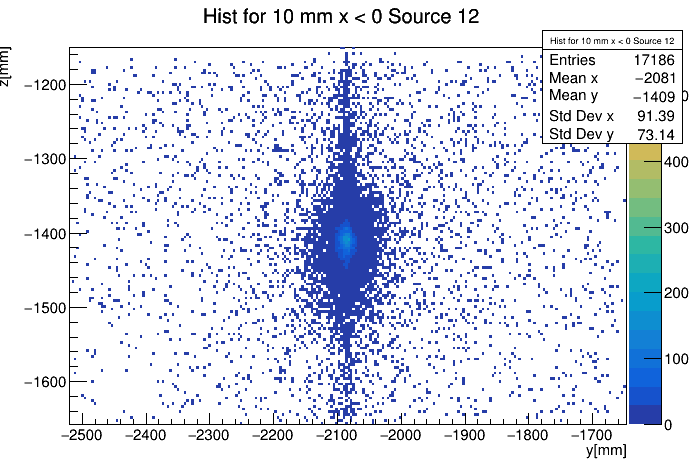 Hist for 10 mm x < 0 Source 12
Hist for 10 mm x < 0 Source 12
Entries 17186
Mean x −2081
Mean y −1409
Std Dev x 91.39
Std Dev y 73.14
z[mm]
−1200
−1300
−1400
−1500
−1600
−2500 −2400 −2300 −2200 −2100 −2000 −1900 −1800 −1700
y[mm]
400
300
200
100
0